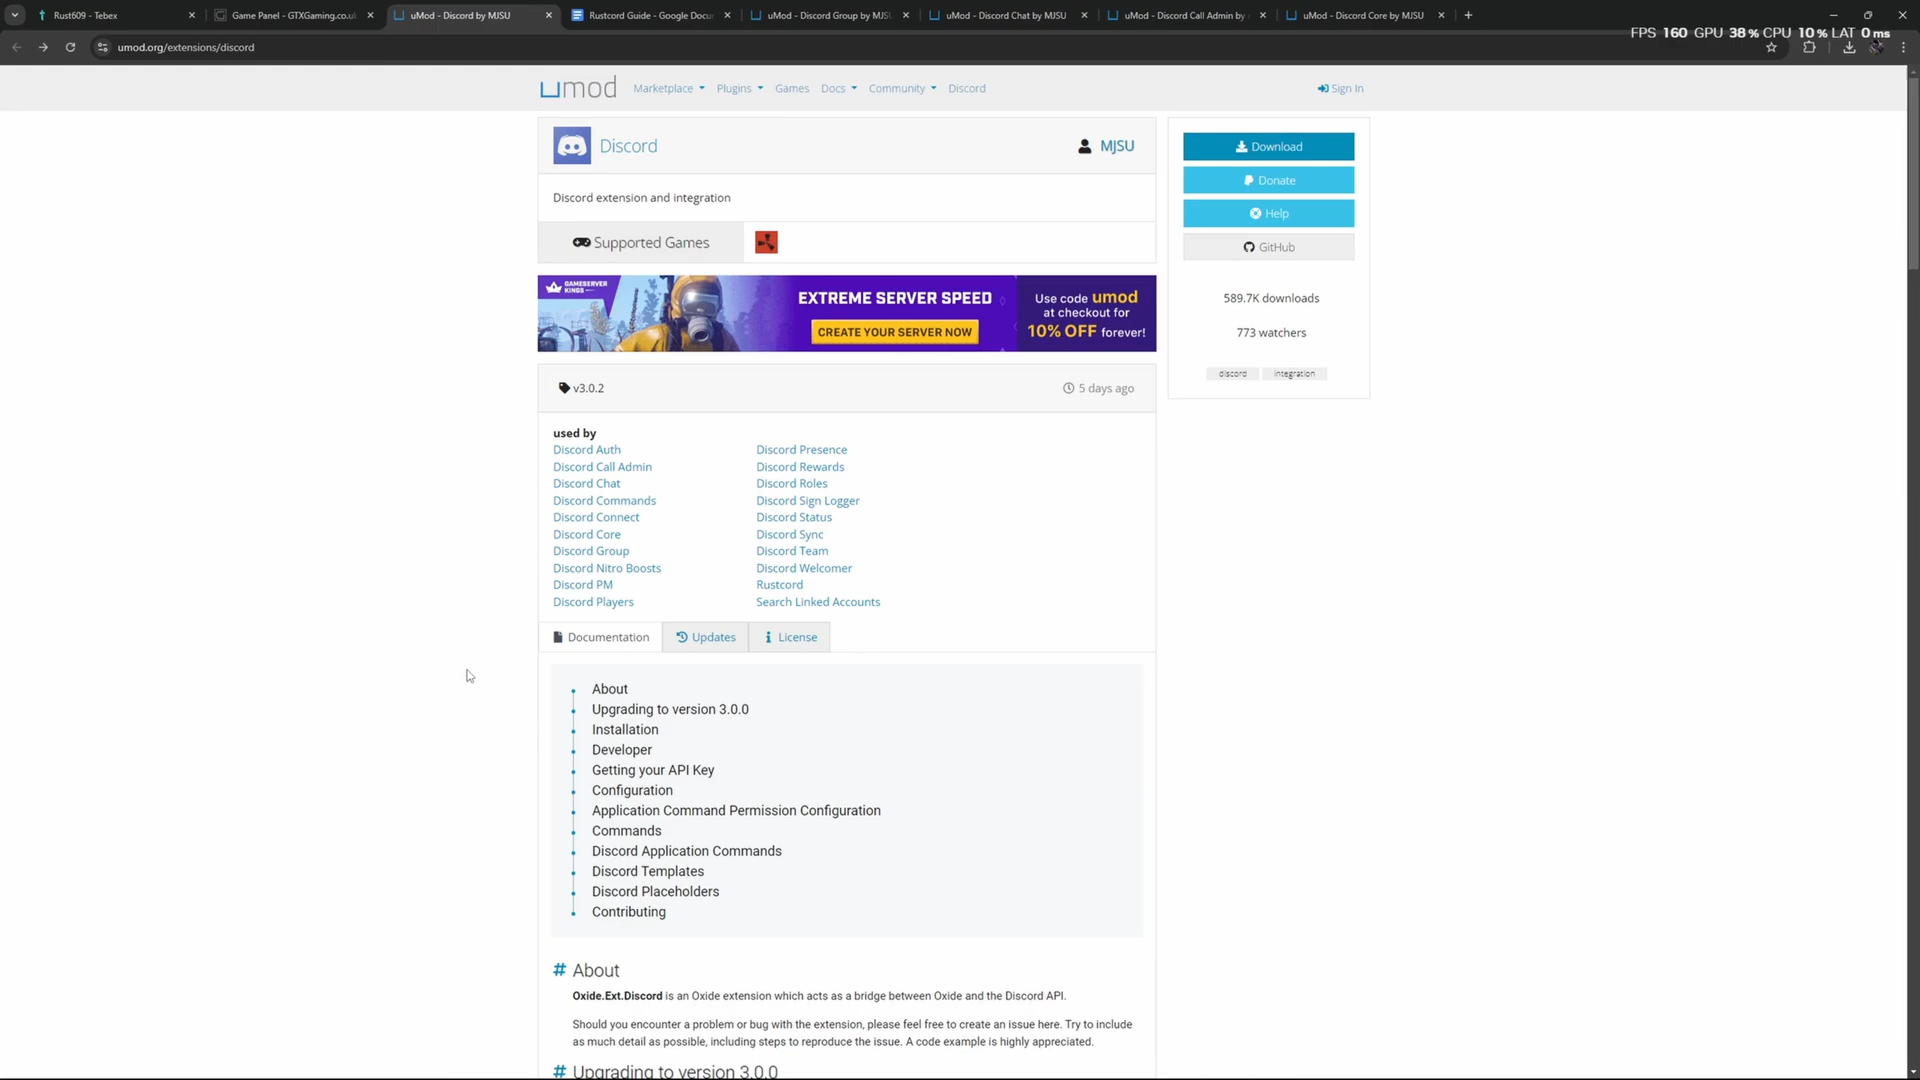 Rust609 - Tebex
Game Panel - GTXGaming.co.uk
uMod - Discord by MJSU
Rustcord Guide - Google Docu
uMod - Discord Group by MJS
uMod - Discord Chat by MJSU
uMod - Discord Call Admin by
uMod - Discord Core by MJSU
FPS 160 GPU 38 % CPU 10 % LAT 0 ms
umod.org/extensions/discord
umod
Marketplace
Plugins
Games
Docs
Community
Discord
Sign In
Discord
MJSU
Discord extension and integration
Supported Games
GAMESERVER
KINGS
EXTREME SERVER SPEED
CREATE YOUR SERVER NOW
Use code umod
at checkout for
10% OFF forever!
v3.0.2
5 days ago
used by
Discord Auth
Discord Call Admin
Discord Chat
Discord Commands
Discord Connect
Discord Core
Discord Group
Discord Nitro Boosts
Discord PM
Discord Players
Discord Presence
Discord Rewards
Discord Roles
Discord Sign Logger
Discord Status
Discord Sync
Discord Team
Discord Welcomer
Rustcord
Search Linked Accounts
Documentation
Updates
License
About
Upgrading to version 3.0.0
Installation
Developer
Getting your API Key
Configuration
Application Command Permission Configuration
Commands
Discord Application Commands
Discord Templates
Discord Placeholders
Contributing
# About
Oxide.Ext.Discord is an Oxide extension which acts as a bridge between Oxide and the Discord API.
Should you encounter a problem or bug with the extension, please feel free to create an issue here. Try to include
as much detail as possible, including steps to reproduce the issue. A code example is highly appreciated.
# Upgrading to version 3.0.0
Download
Donate
Help
GitHub
589.7K downloads
773 watchers
discord
integration